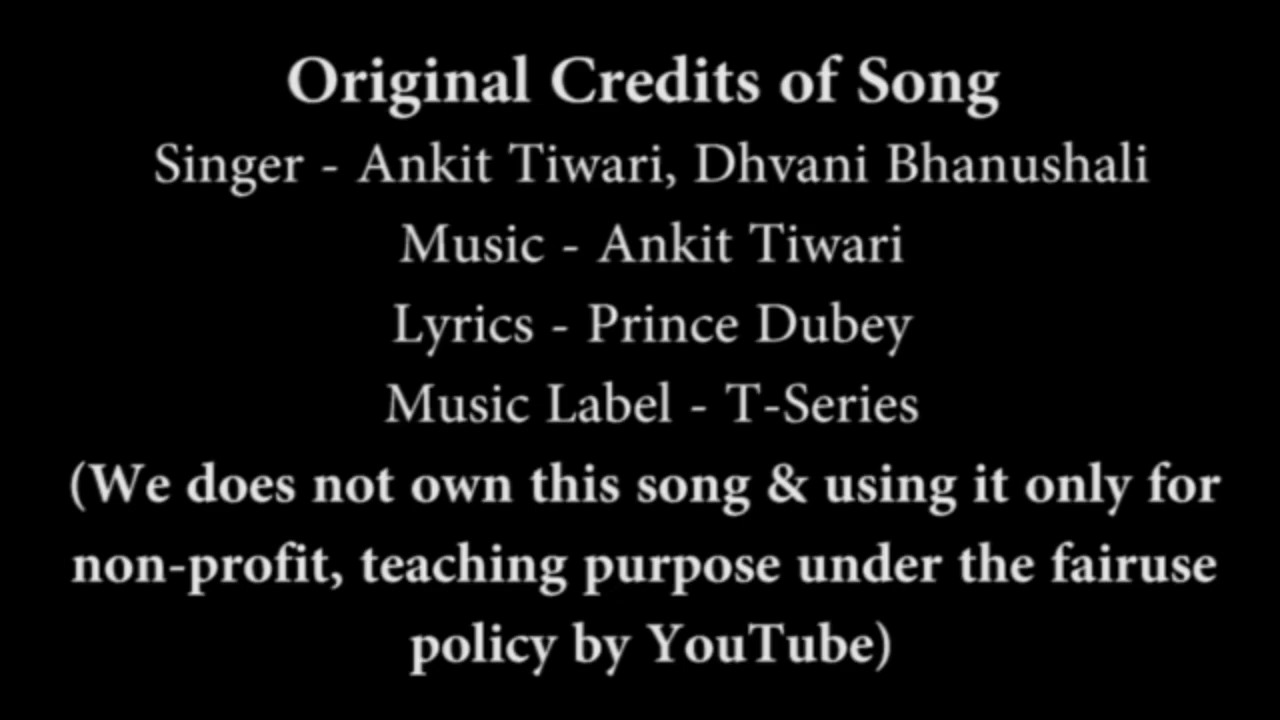 Original Credits of Song
Singer - Ankit Tiwari, Dhvani Bhanushali
Music - Ankit Tiwari
Lyrics - Prince Dubey
Music Label - T-Series
(We does not own this song & using it only for
non-profit, teaching purpose under the fairuse
policy by YouTube)